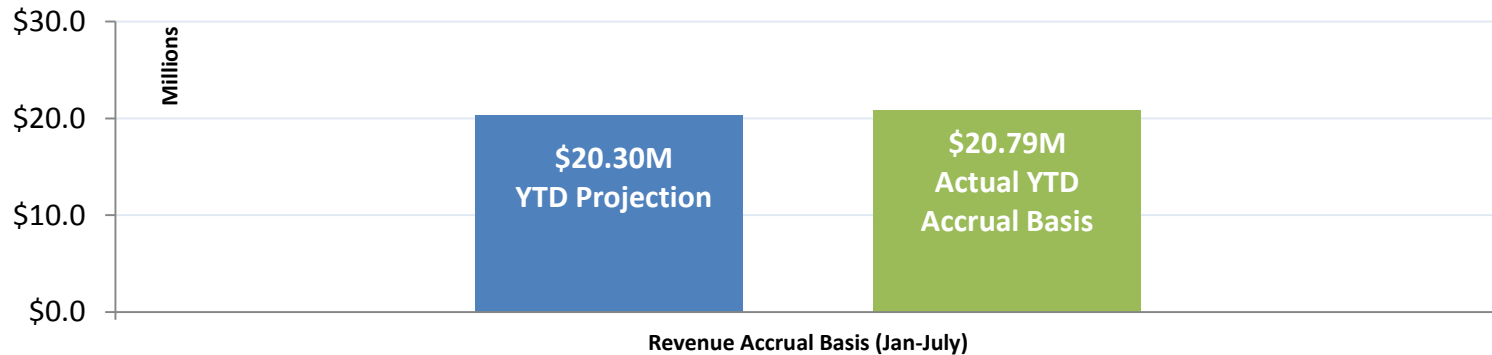 $30.0
Millions
$20.0
$10.0
$0.0
$20.30M
YTD Projection
$20.79M
Actual YTD
Accrual Basis
Revenue Accrual Basis (Jan-July)